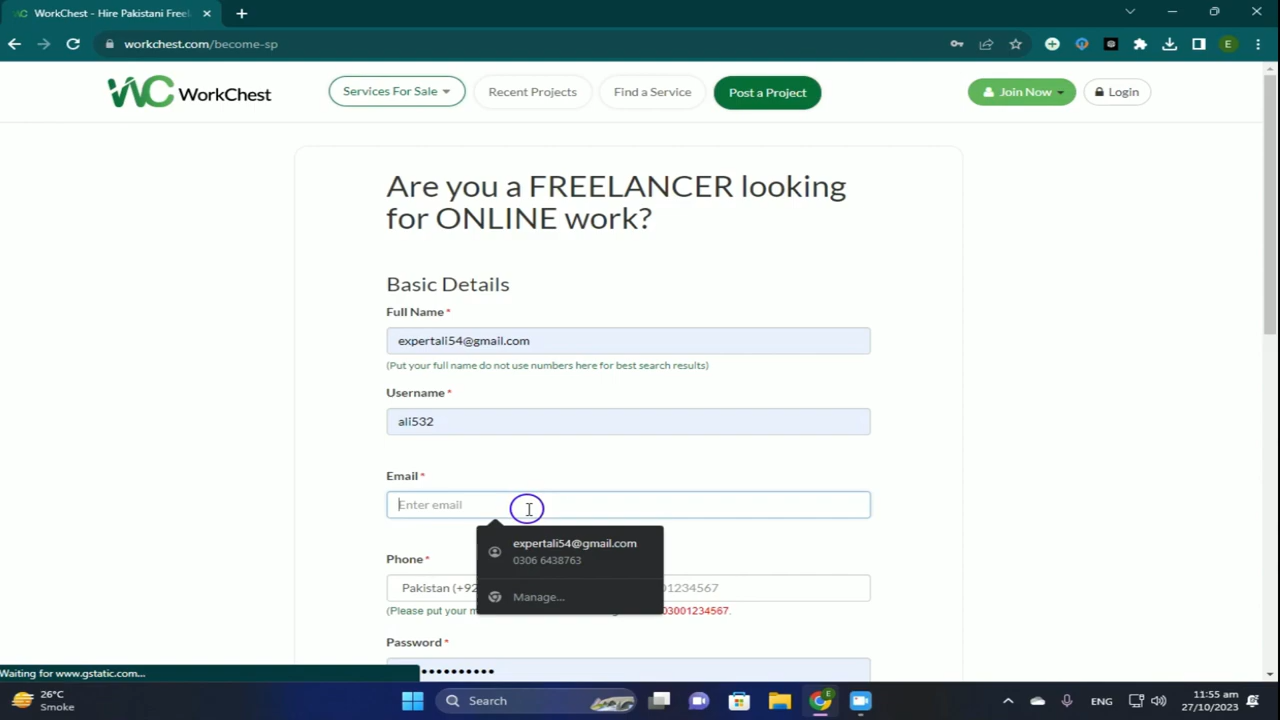 WorkChest - Hire Pakistani Freel
workchest.com/become-sp
E
WC WorkChest
Services For Sale
Recent Projects
Find a Service
Post a Project
Join Now
Login
Are you a FREELANCER looking
for ONLINE work?
Basic Details
Full Name *
expertali54@gmail.com
(Put your full name do not use numbers here for best search results)
Username *
ali532
Email *
Enter email
expertali54@gmail.com
0306 6438763
Manage...
Phone *
Pakistan (+92
01234567
(Please put your m
03001234567.
Password *
Waiting for www.gstatic.com...
26°C
Smoke
Search
ENG
11:55 am
27/10/2023